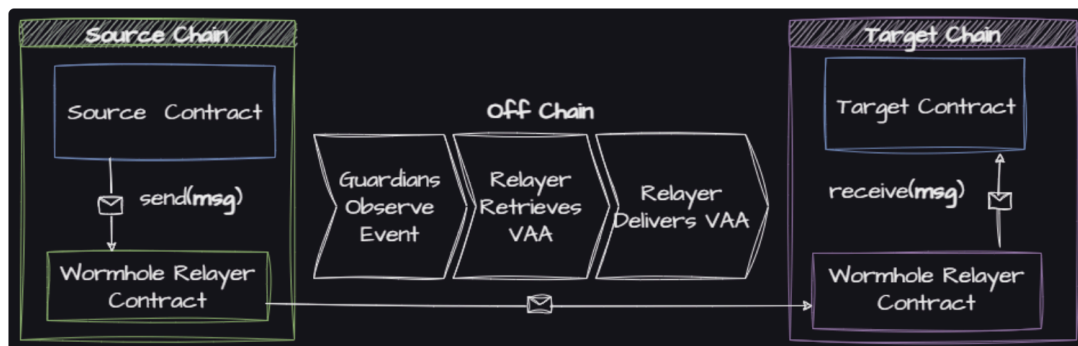 Source Chain
Source Contract
send(msg)
Wormhole Relayer
Contract
Off Chain
Guardians
Observe
Event
Relayer
Retrieves
VAA
Relayer
Delivers VAA
Target Chain
Target Contract
receive(msg)
Wormhole Relayer
Contract